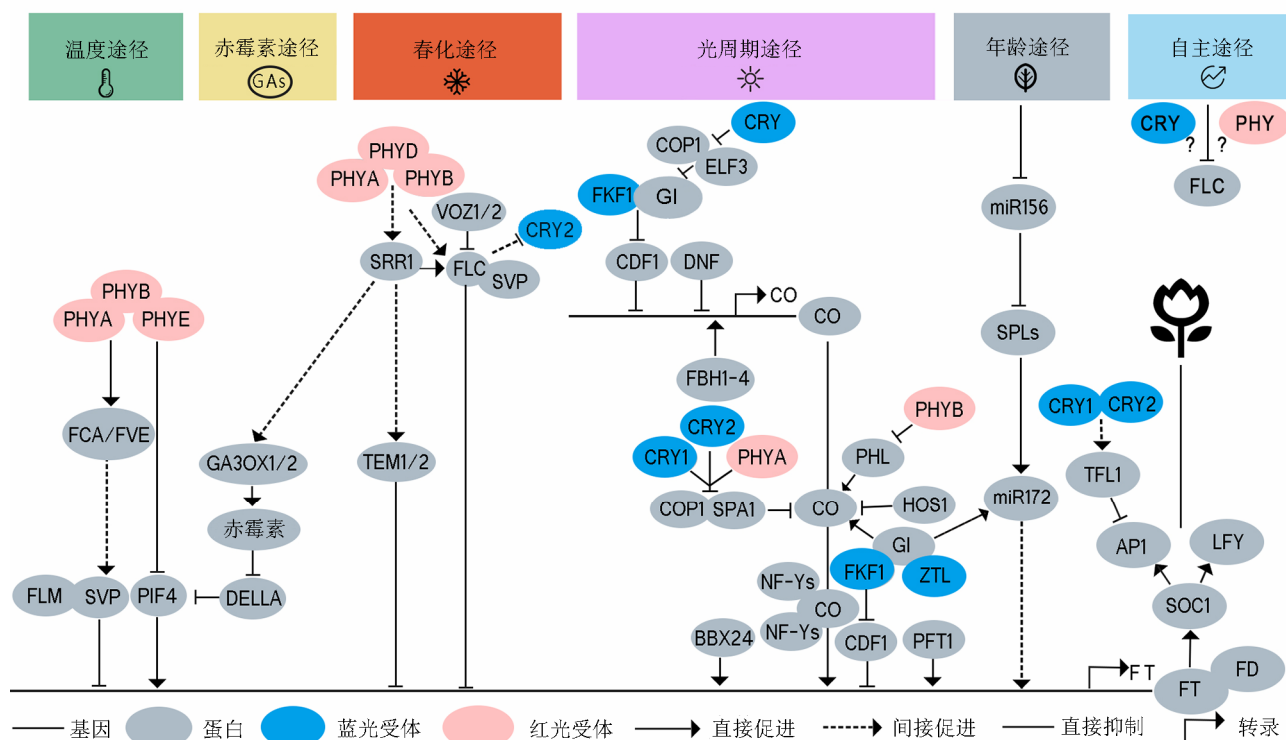 温度途径
赤霉素途径
GAs
春化途径
光周期途径
年龄途径
自主途径
CRY
PHY
?
?
FLC
CRY
COP1
ELF3
FKF1
GI
CDF1
DNF
CO
CO
FBH1-4
PHYD
PHYA
PHYB
VOZ1/2
CRY2
SRR1
FLC
SVP
miR156
SPLs
miR172
PHYB
PHYA
PHYE
FCA/FVE
GA3OX1/2
赤霉素
DELLA
TEM1/2
FLM
SVP
PIF4
CRY2
CRY1
PHYA
COP1
SPA1
PHYB
PHL
CO
HOS1
GI
FKF1
ZTL
NF-Ys
CO
NF-Ys
BBX24
CDF1
PFT1
CRY1
CRY2
TFL1
AP1
LFY
SOC1
FT
FT
FD
基因
蛋白
蓝光受体
红光受体
直接促进
间接促进
直接抑制
转录